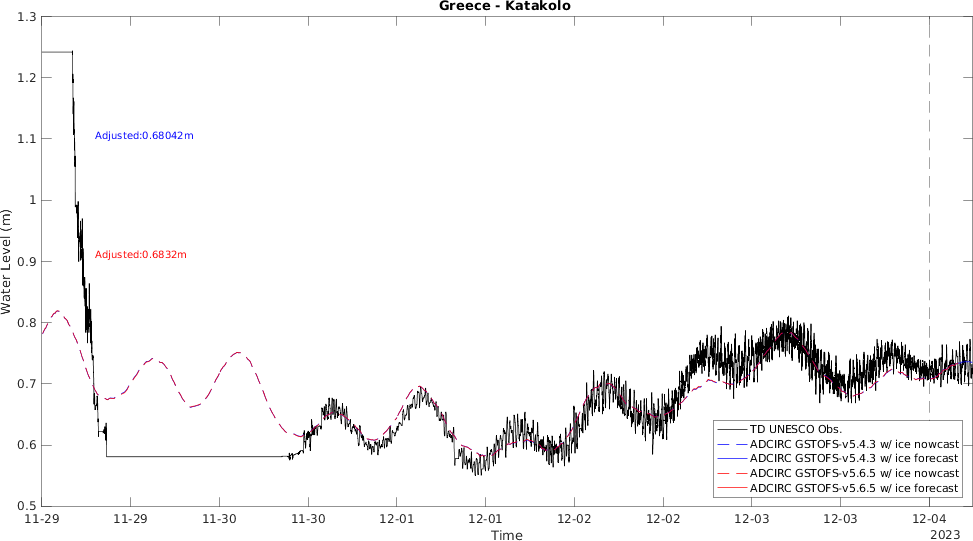 Greece - Katakolo
1.3
1.2
1.1
1
0.9
0.8
0.7
0.6
0.5
Water Level (m)
Adjusted:0.68042m
Adjusted:0.6832m
TD UNESCO Obs.
ADCIRC GSTOFS-v5.4.3 w/ ice nowcast
ADCIRC GSTOFS-v5.4.3 w/ ice forecast
ADCIRC GSTOFS-v5.6.5 w/ ice nowcast
ADCIRC GSTOFS-v5.6.5 w/ ice forecast
11-29 11-29 11-30 11-30 12-01 12-01 12-02 12-02 12-03 12-03 12-04
Time
2023